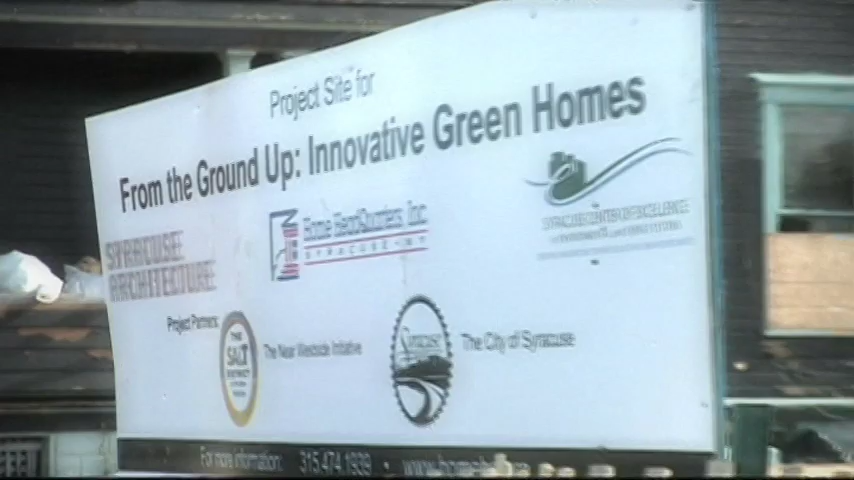 Project Site for
From the Ground Up: Innovative Green Homes
SYRACUSE
ARCHITECTURE
Home HeadQuarters, Inc.
SYRACUSE • NY
SYRACUSE CENTER OF EXCELLENCE
Project Partners:
THE
SALT
DISTRICT
The Near Westside Initiative
Syracuse
The City of Syracuse
For more information: 315.474.1939 •